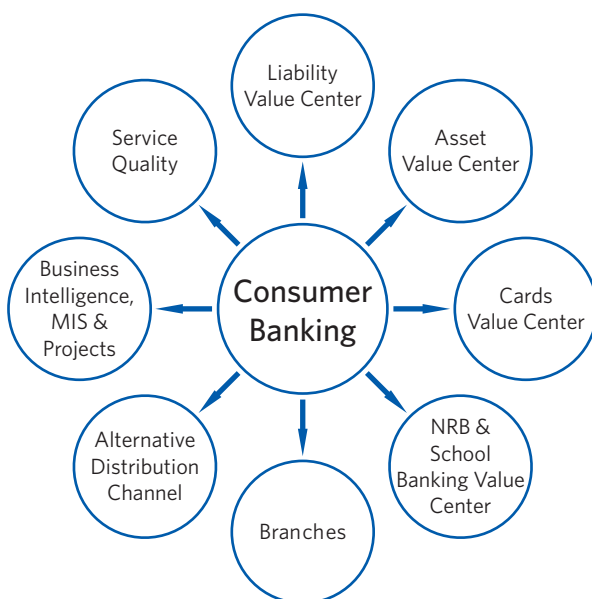 Liability
Value Center
Service
Quality
Asset
Value Center
Business
Intelligence,
MIS &
Projects
Consumer
Banking
Cards
Value Center
Alternative
Distribution
Channel
NRB &
School
Banking Value
Center
Branches